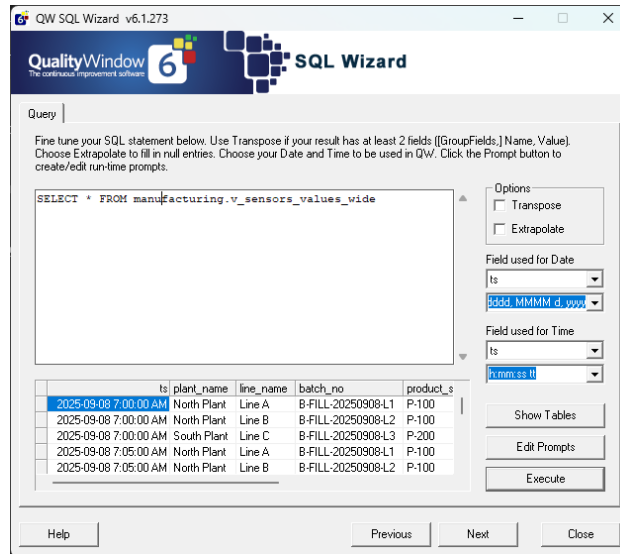 QW SQL Wizard v6.1.273
QualityWindow 6
The continuous improvement software
SQL Wizard
Query
Fine tune your SQL statement below. Use Transpose if your result has at least 2 fields ([GroupFields,] Name, Value).
Choose Extrapolate to fill in null entries. Choose your Date and Time to be used in QW. Click the Prompt button to
create/edit run-time prompts.
SELECT * FROM manufacturing.v_sensors_values_wide
Options
Transpose
Extrapolate
Field used for Date
ts
dddd, MMMM d, yyyy
Field used for Time
ts
h:mm:ss tt
ts plant_name line_name batch_no product_s
2025-09-08 7:00:00 AM North Plant Line A B-FILL-20250908-L1 P-100
2025-09-08 7:00:00 AM North Plant Line B B-FILL-20250908-L2 P-100
2025-09-08 7:00:00 AM South Plant Line C B-FILL-20250908-L3 P-200
2025-09-08 7:05:00 AM North Plant Line A B-FILL-20250908-L1 P-100
2025-09-08 7:05:00 AM North Plant Line B B-FILL-20250908-L2 P-100
Show Tables
Edit Prompts
Execute
Help
Previous
Next
Close